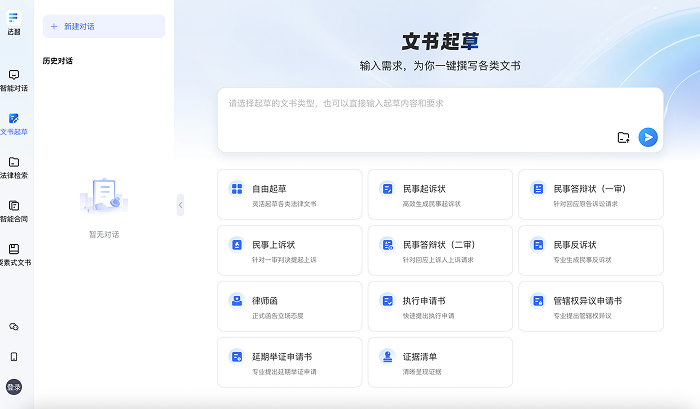 法智
智能对话
文书起草
法律检索
智能合同
要素式文书
登录
+ 新建对话
历史对话
暂无对话
文书起草
输入需求，为你一键撰写各类文书
请选择起草的文书类型，也可以直接输入起草内容和要求
自由起草
灵活起草各类法律文书
民事起诉状
高效生成民事起诉状
民事答辩状（一审）
针对回应原告诉讼请求
民事上诉状
针对一审判决提起上诉
民事答辩状（二审）
针对回应上诉人上诉请求
民事反诉状
专业生成民事反诉状
律师函
正式函告立场态度
执行申请书
快速提出执行申请
管辖权异议申请书
专业提出管辖权异议
延期举证申请书
专业提出延期举证申请
证据清单
清晰呈现证据